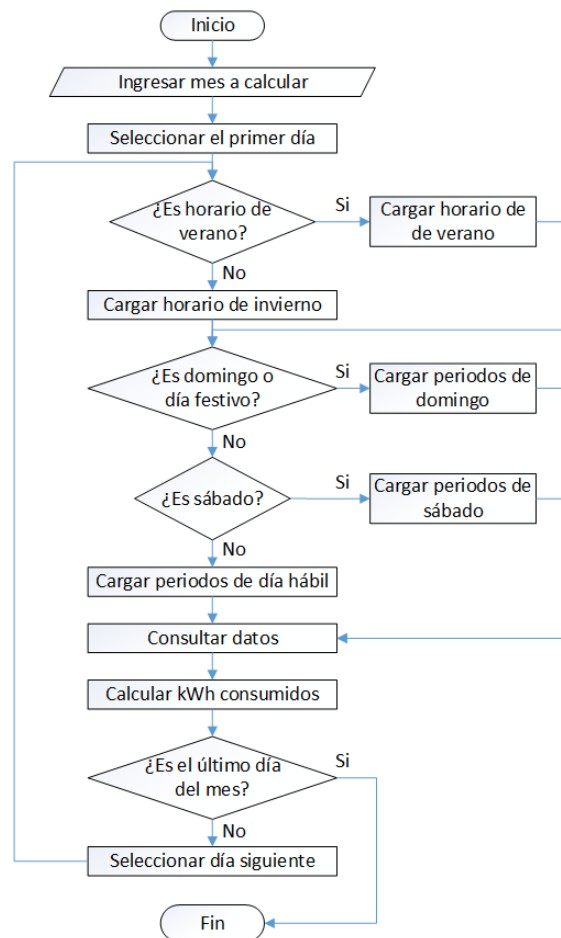 Inicio
Ingresar mes a calcular
Seleccionar el primer día
¿Es horario de
verano?
Si
Cargar horario de
de verano
No
Cargar horario de invierno
¿Es domingo o
día festivo?
Si
Cargar periodos de
domingo
No
¿Es sábado?
Si
Cargar periodos de
sábado
No
Cargar periodos de día hábil
Consultar datos
Calcular kWh consumidos
¿Es el último día
del mes?
Si
No
Seleccionar día siguiente
Fin